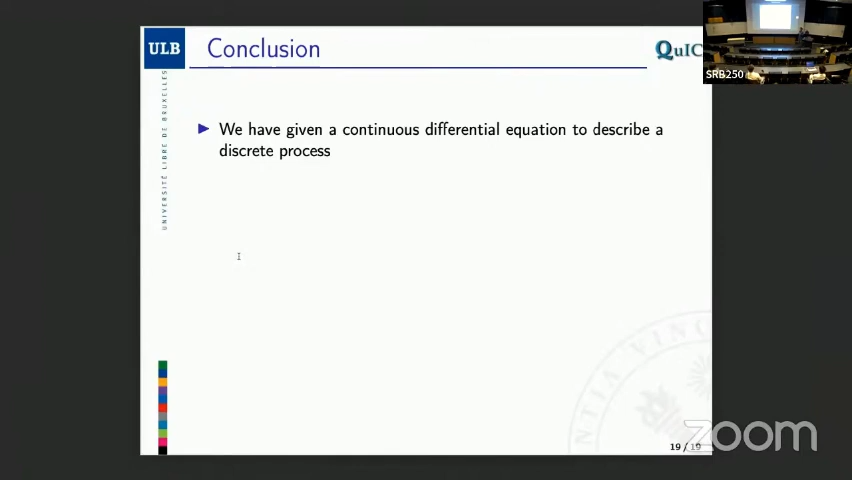 ULB
Conclusion
QuIC
SRB250
UNIVERSITÉ LIBRE DE BRUXELLES
We have given a continuous differential equation to describe a
discrete process
19 / 19
zoom